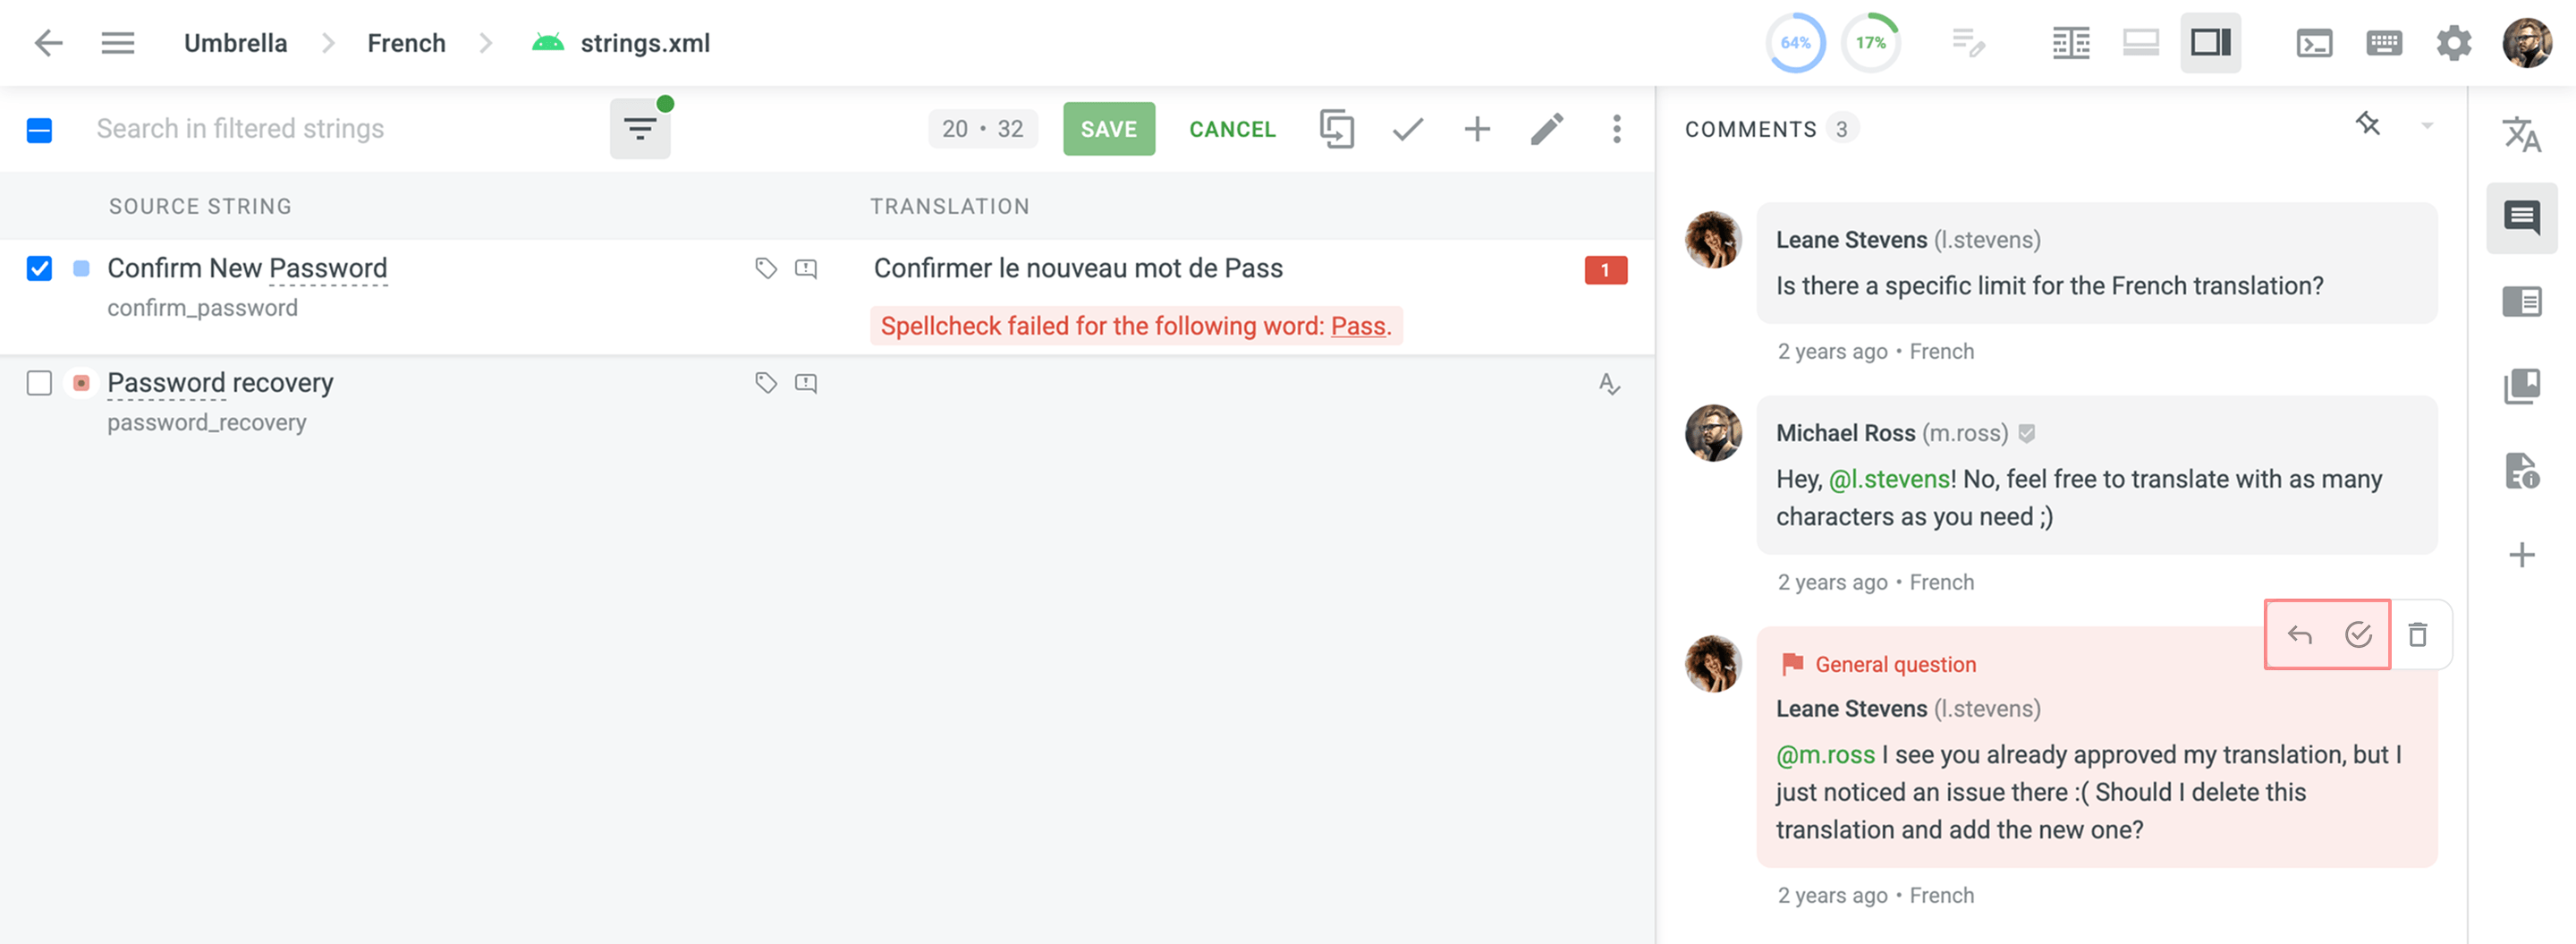 Umbrella > French > strings.xml
64%
17%
Search in filtered strings
20 • 32
SAVE
CANCEL
SOURCE STRING
TRANSLATION
Confirm New Password
confirm_password
Confirmer le nouveau mot de Pass
1
Spellcheck failed for the following word: Pass.
Password recovery
password_recovery
COMMENTS 3
Leane Stevens (l.stevens)
Is there a specific limit for the French translation?
2 years ago • French
Michael Ross (m.ross)
Hey, @l.stevens! No, feel free to translate with as many
characters as you need ;)
2 years ago • French
General question
Leane Stevens (l.stevens)
@m.ross I see you already approved my translation, but I
just noticed an issue there :( Should I delete this
translation and add the new one?
2 years ago • French